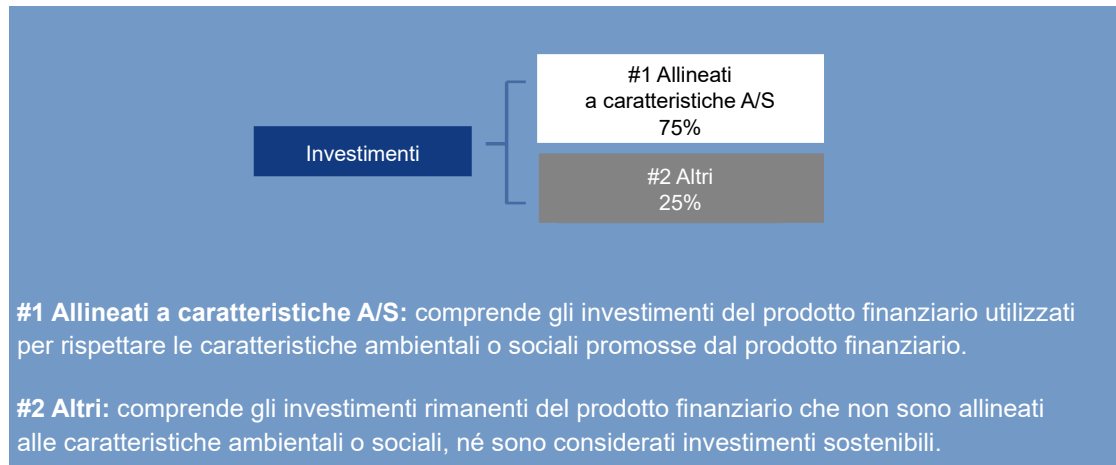 #1 Allineati
a caratteristiche A/S
75%
Investimenti
#2 Altri
25%
#1 Allineati a caratteristiche A/S: comprende gli investimenti del prodotto finanziario utilizzati
per rispettare le caratteristiche ambientali o sociali promosse dal prodotto finanziario.
#2 Altri: comprende gli investimenti rimanenti del prodotto finanziario che non sono allineati
alle caratteristiche ambientali o sociali, né sono considerati investimenti sostenibili.